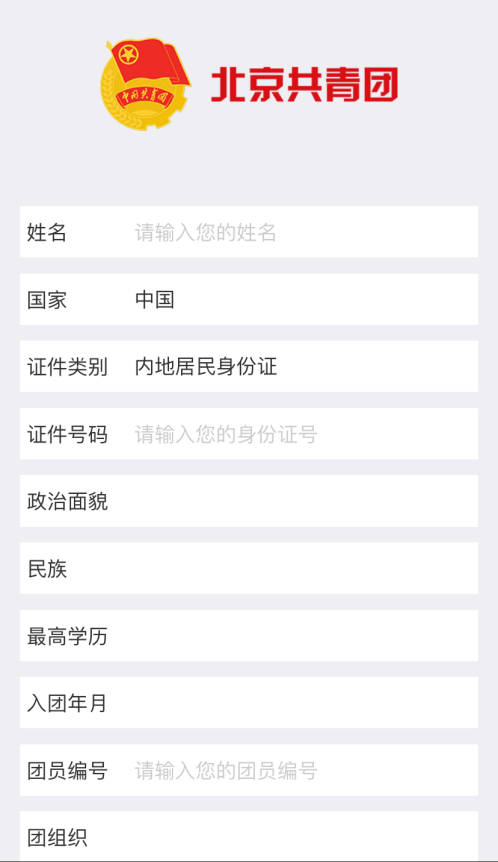 中国共青团
北京共青团
姓名 请输入您的姓名
国家 中国
证件类别 内地居民身份证
证件号码 请输入您的身份证号
政治面貌
民族
最高学历
入团年月
团员编号 请输入您的团员编号
团组织